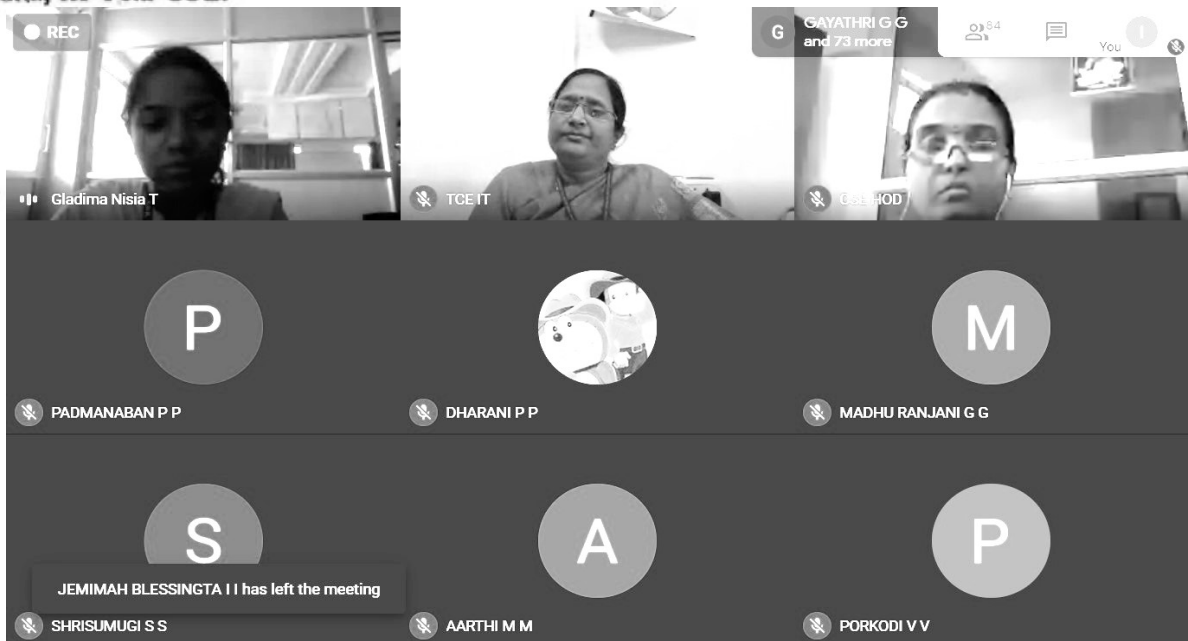 REC
G
GAYATHRI G G
and 73 more
84
You
I
Gladima Nisia T
TCE IT
HOD
P
PADMANABAN P P
DHARANI P P
M
MADHU RANJANI G G
S
JEMIMAH BLESSINGTA I I has left the meeting
SHRISUMUGI S S
A
AARTHI M M
P
PORKODI V V